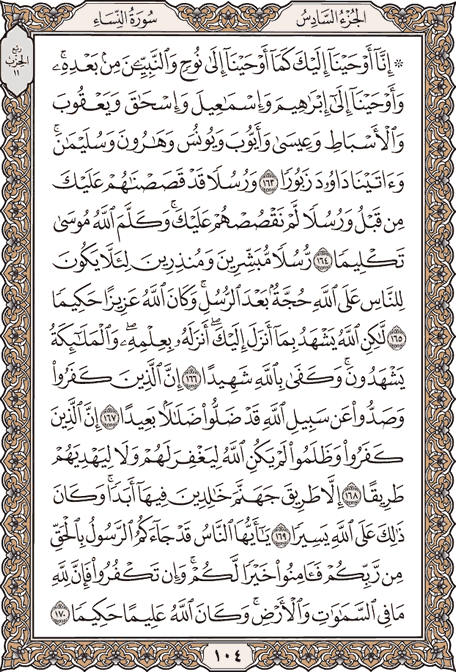 الجزء السادس
سورة النساء
ربع
الحزب
١١
۞ إِنَّآ أَوۡحَيۡنَآ إِلَيۡكَ كَمَآ أَوۡحَيۡنَآ إِلَىٰ نُوحٖ وَٱلنَّبِيِّـۧنَ مِنۢ بَعۡدِهِۦۚ
وَأَوۡحَيۡنَآ إِلَىٰٓ إِبۡرَٰهِيمَ وَإِسۡمَٰعِيلَ وَإِسۡحَٰقَ وَيَعۡقُوبَ
وَٱلۡأَسۡبَاطِ وَعِيسَىٰ وَأَيُّوبَ وَيُونُسَ وَهَٰرُونَ وَسُلَيۡمَٰنَۚ
وَءَاتَيۡنَا دَاوُۥدَ زَبُورٗا ١٦٣ وَرُسُلٗا قَدۡ قَصَصۡنَٰهُمۡ عَلَيۡكَ
مِن قَبۡلُ وَرُسُلٗا لَّمۡ نَقۡصُصۡهُمۡ عَلَيۡكَۚ وَكَلَّمَ ٱللَّهُ مُوسَىٰ
تَكۡلِيمٗا ١٦٤ رُّسُلٗا مُّبَشِّرِينَ وَمُنذِرِينَ لِئَلَّا يَكُونَ
لِلنَّاسِ عَلَى ٱللَّهِ حُجَّةُۢ بَعۡدَ ٱلرُّسُلِۚ وَكَانَ ٱللَّهُ عَزِيزًا حَكِيمٗا
١٦٥ لَّٰكِنِ ٱللَّهُ يَشۡهَدُ بِمَآ أَنزَلَ إِلَيۡكَۖ أَنزَلَهُۥ بِعِلۡمِهِۦۖ وَٱلۡمَلَٰٓئِكَةُ
يَشۡهَدُونَۚ وَكَفَىٰ بِٱللَّهِ شَهِيدًا ١٦٦ إِنَّ ٱلَّذِينَ كَفَرُواْ
وَصَدُّواْ عَن سَبِيلِ ٱللَّهِ قَدۡ ضَلُّواْ ضَلَٰلَۢا بَعِيدًا ١٦٧ إِنَّ ٱلَّذِينَ
كَفَرُواْ وَظَلَمُواْ لَمۡ يَكُنِ ٱللَّهُ لِيَغۡفِرَ لَهُمۡ وَلَا لِيَهۡدِيَهُمۡ
طَرِيقًا ١٦٨ إِلَّا طَرِيقَ جَهَنَّمَ خَٰلِدِينَ فِيهَآ أَبَدٗاۚ وَكَانَ
ذَٰلِكَ عَلَى ٱللَّهِ يَسِيرٗا ١٦٩ يَٰٓأَيُّهَا ٱلنَّاسُ قَدۡ جَآءَكُمُ ٱلرَّسُولُ بِٱلۡحَقِّ
مِن رَّبِّكُمۡ فَـَٔامِنُواْ خَيۡرٗا لَّكُمۡۚ وَإِن تَكۡفُرُواْ فَإِنَّ لِلَّهِ
مَا فِي ٱلسَّمَٰوَٰتِ وَٱلۡأَرۡضِۚ وَكَانَ ٱللَّهُ عَلِيمًا حَكِيمٗا ١٧٠
١٠٤